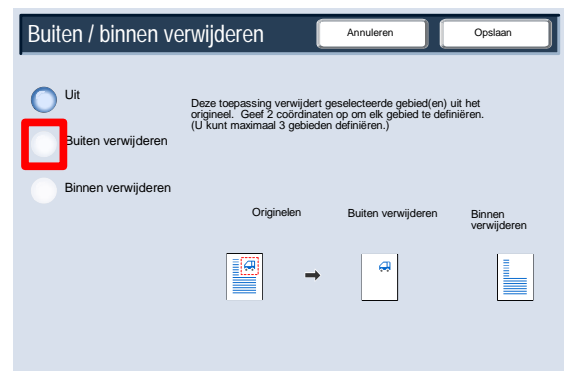 Buiten / binnen verwijderen
Annuleren
Opslaan
Uit
Buiten verwijderen
Binnen verwijderen
Deze toepassing verwijdert geselecteerde gebied(en) uit het
origineel. Geef 2 coördinaten op om elk gebied te definiëren.
(U kunt maximaal 3 gebieden definiëren.)
Originelen
Buiten verwijderen
Binnen
verwijderen